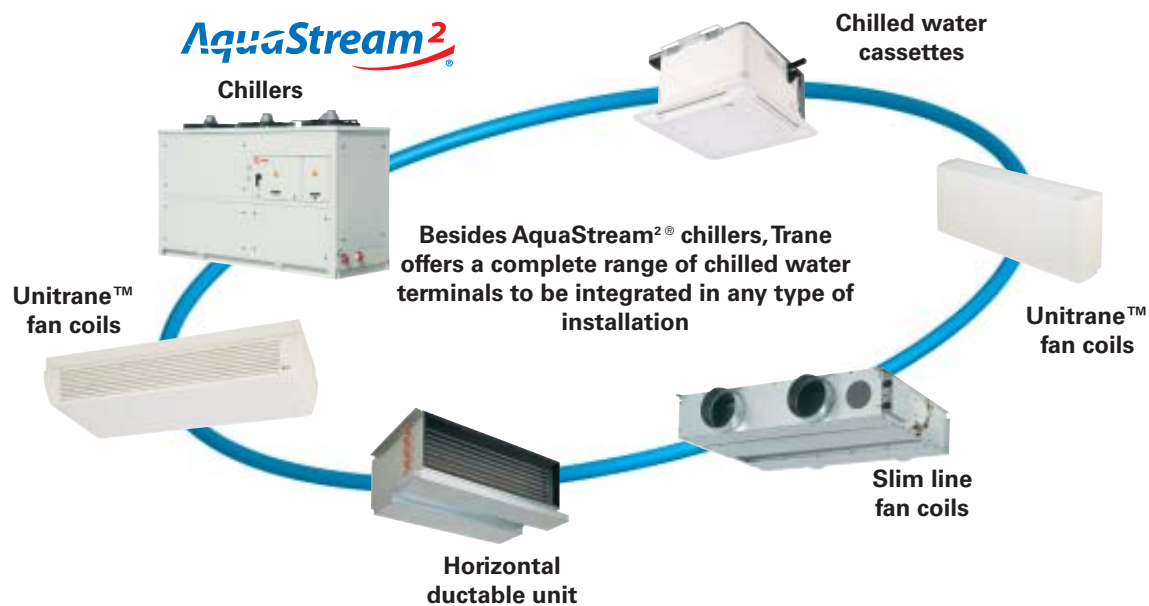 AquaStream2®
Chillers
Chilled water
cassettes
Besides AquaStream²® chillers, Trane
offers a complete range of chilled water
terminals to be integrated in any type of
installation
Unitrane™
fan coils
Unitrane™
fan coils
Slim line
fan coils
Horizontal
ductable unit